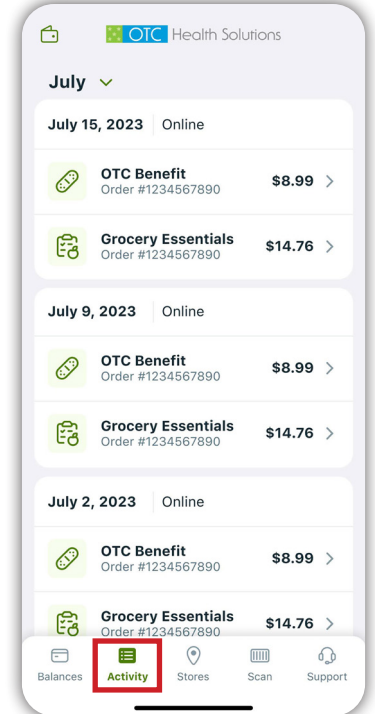 OTC Health Solutions
July
July 15, 2023 Online
OTC Benefit
Order #1234567890
$8.99
Grocery Essentials
Order #1234567890
$14.76
July 9, 2023 Online
OTC Benefit
Order #1234567890
$8.99
Grocery Essentials
Order #1234567890
$14.76
July 2, 2023 Online
OTC Benefit
Order #1234567890
$8.99
Grocery Essentials
Order #1234567890
$14.76
Balances Activity Stores Scan Support